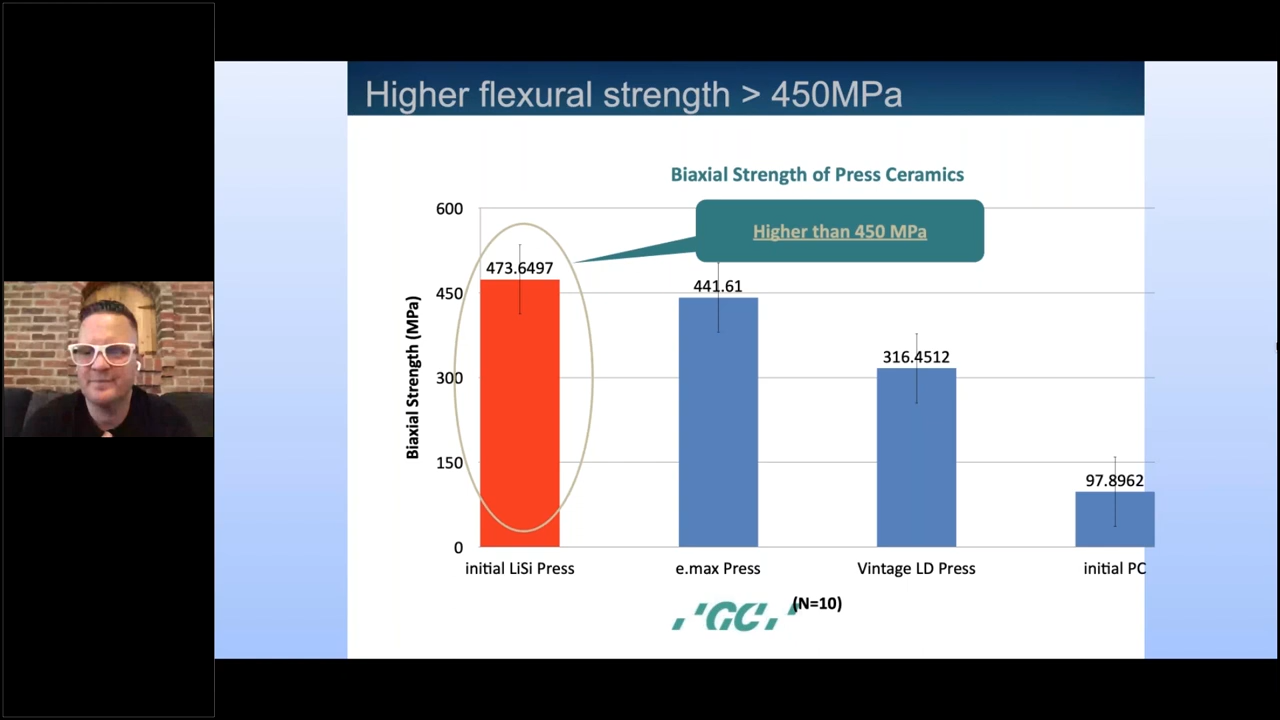 Higher flexural strength > 450MPa
Biaxial Strength of Press Ceramics
Higher than 450 MPa
600
450
300
150
0
Biaxial Strength (MPa)
473.6497
441.61
316.4512
97.8962
initial LiSi Press
e.max Press
Vintage LD Press
initial PC
(N=10)
GC